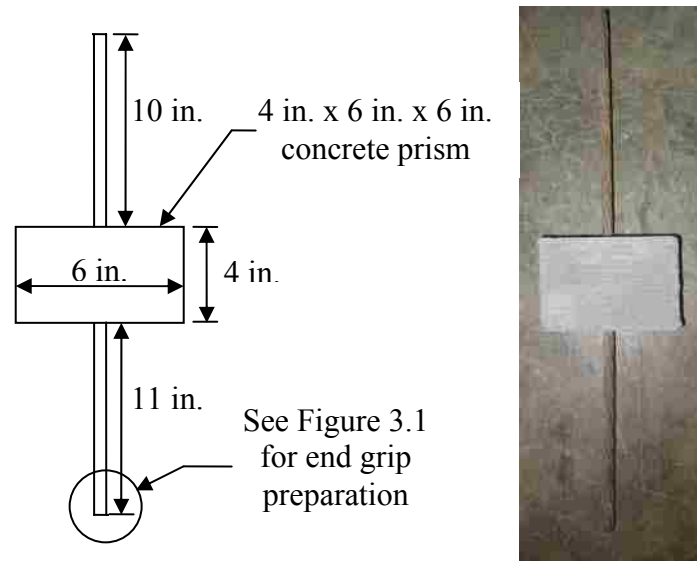 10 in.
4 in. x 6 in. x 6 in.
concrete prism
6 in.
4 in.
11 in.
See Figure 3.1
for end grip
preparation